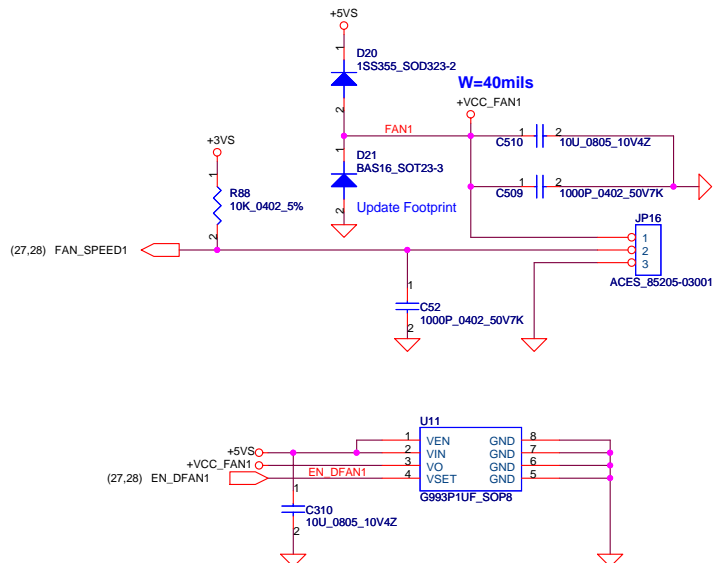 +5VS
1
D20
1SS355_SOD323-2
2
W=40mils
+VCC_FAN1
FAN1
1
C510
2
10U_0805_10V4Z
1
D21
BAS16_SOT23-3
2
Update Footprint
1
C509
2
1000P_0402_50V7K
+3VS
1
R88
10K_0402_5%
2
JP16
1
2
3
ACES_85205-03001
(27,28) FAN_SPEED1
1
C52
1000P_0402_50V7K
2
U11
+5VS
1 VEN GND 8
2 VIN GND 7
+VCC_FAN1
3 VO GND 6
(27,28) EN_DFAN1
EN_DFAN1
4 VSET GND 5
G993P1UF_SOP8
1
C310
10U_0805_10V4Z
2